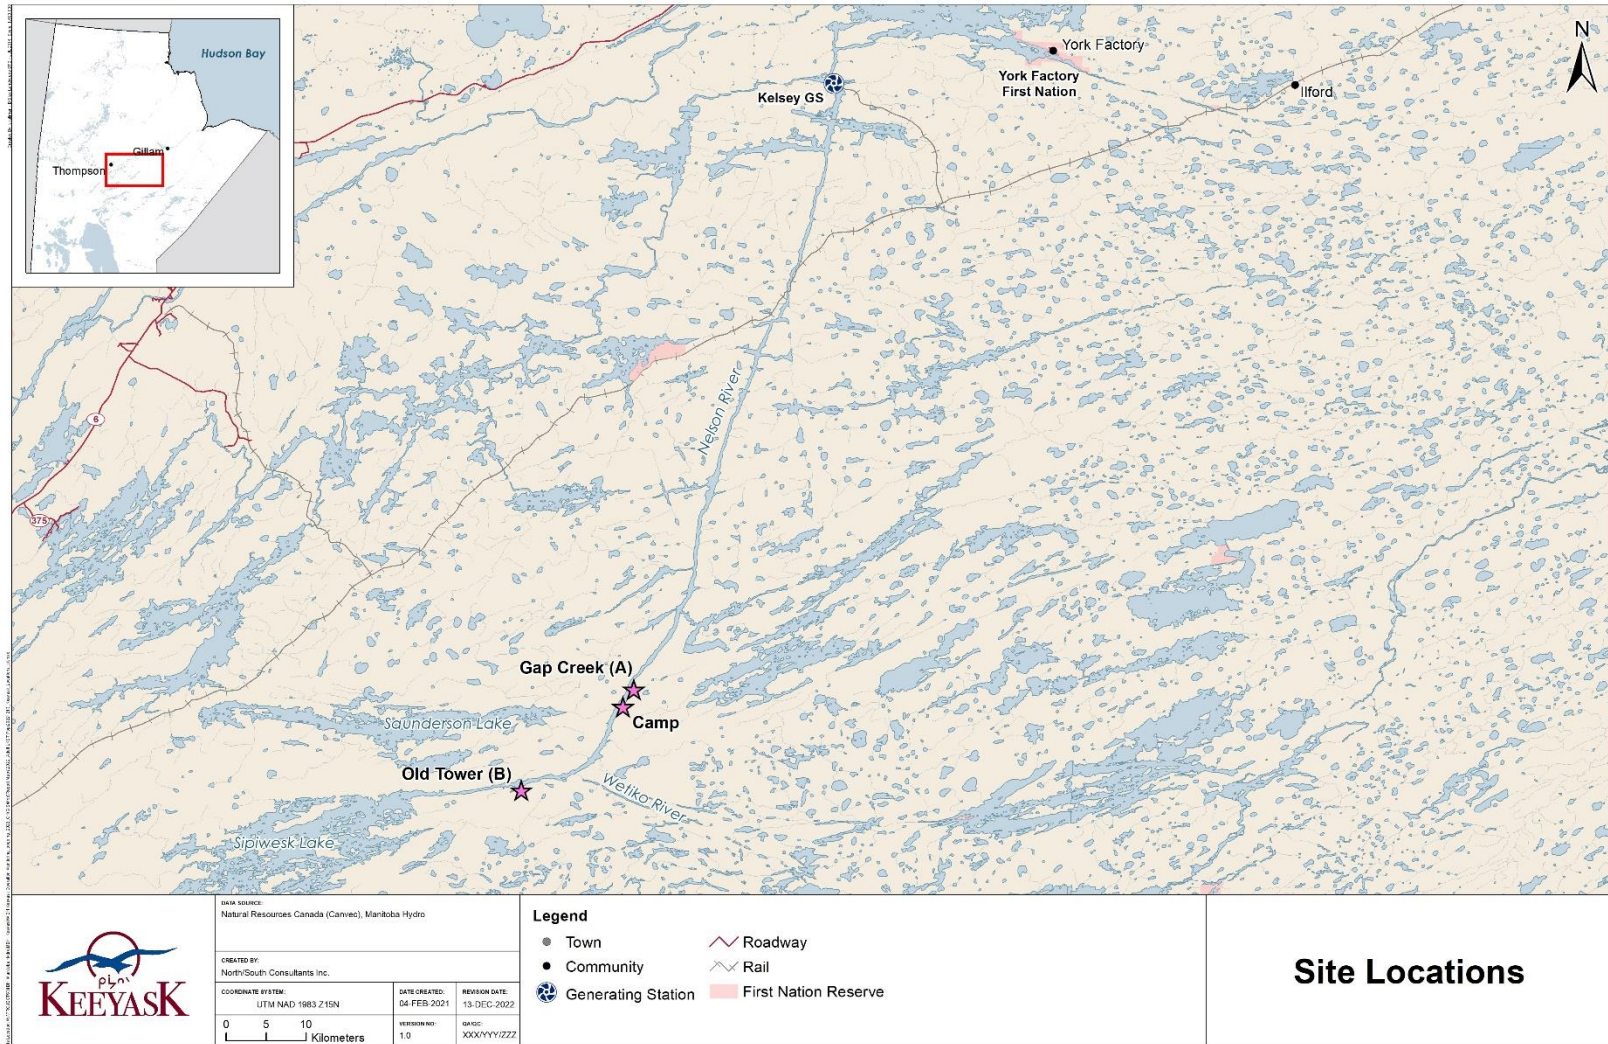 Hudson Bay
Gillam
Thompson
N
York Factory
York Factory
First Nation
Ilford
Kelsey GS
Nelson River
6
375
Gap Creek (A)
Camp
Saunderson Lake
Old Tower (B)
Wetiko River
Sipiwesk Lake
KEEYASK
DATA SOURCE:
Natural Resources Canada (Canvec), Manitoba Hydro
CREATED BY:
North/South Consultants Inc.
COORDINATE SYSTEM:
UTM NAD 1983 Z15N
DATE CREATED:
04-FEB-2021
REVISION DATE:
13-DEC-2022
0 5 10
Kilometers
VERSION NO:
1.0
QA/QC:
XXX/YYY/ZZZ
Legend
Town
Community
Generating Station
Roadway
Rail
First Nation Reserve
Site Locations